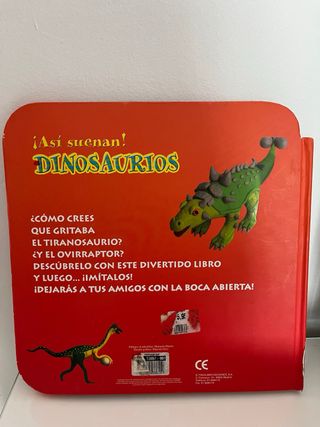 ¡Así suenan!
DINOSAURIOS
¿CÓMO CREES
QUE GRITABA
EL TIRANOSAURIO?
¿Y EL OVIRRAPTOR?
DESCÚBRELO CON ESTE DIVERTIDO LIBRO
Y LUEGO... ¡IMÍTALOS!
¡DEJARÁS A TUS AMIGOS CON LA BOCA ABIERTA!
CE